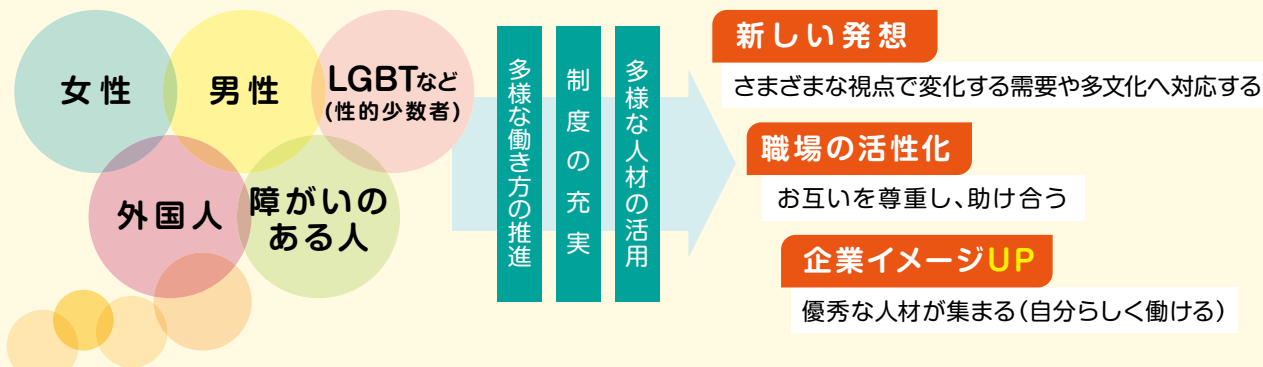 女性
男性
LGBTなど
(性的少数者)
外国人
障がいの
ある人
多様な働き方の推進
制度の充実
多様な人材の活用
新しい発想
さまざまな視点で変化する需要や多文化へ対応する
職場の活性化
お互いを尊重し、助け合う
企業イメージUP
優秀な人材が集まる(自分らしく働ける)